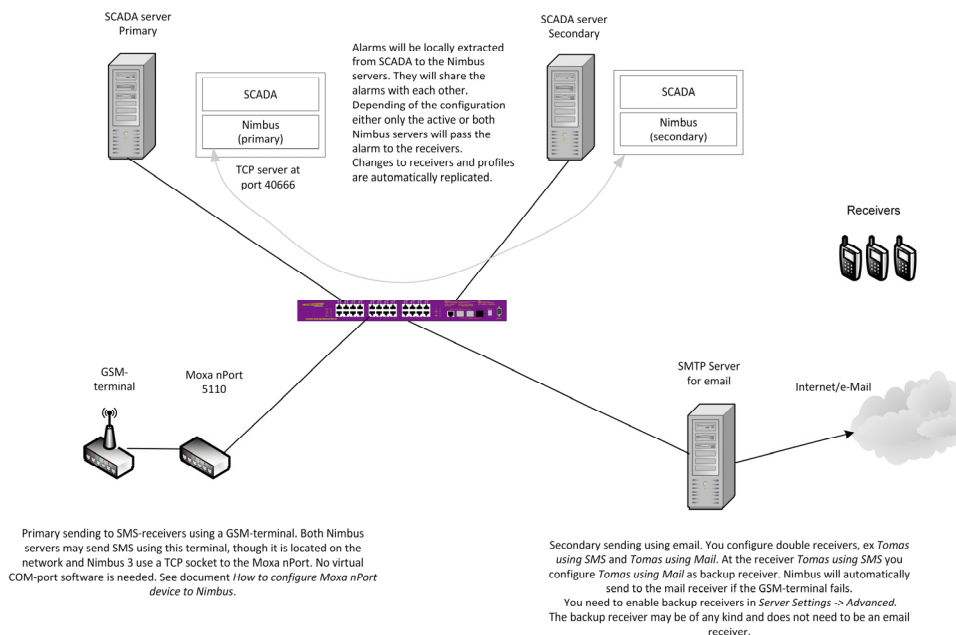 SCADA server
Primary
SCADA server
Secondary
Alarms will be locally extracted
from SCADA to the Nimbus
servers. They will share the
alarms with each other.
Depending of the configuration
either only the active or both
Nimbus servers will pass the
alarm to the receivers.
Changes to receivers and profiles
are automatically replicated.
SCADA
Nimbus
(primary)
TCP server at
port 40666
SCADA
Nimbus
(secondary)
Receivers
GSM-
terminal
Moxa nPort
5110
SMTP Server
for email
Internet/e-Mail
Primary sending to SMS-receivers using a GSM-terminal. Both Nimbus
servers may send SMS using this terminal, though it is located on the
network and Nimbus 3 use a TCP socket to the Moxa nPort. No virtual
COM-port software is needed. See document How to configure Moxa nPort
device to Nimbus.
Secondary sending using email. You configure double receivers, ex Tomas
using SMS and Tomas using Mail. At the receiver Tomas using SMS you
configure Tomas using Mail as backup receiver. Nimbus will automatically
send to the mail receiver if the GSM-terminal fails.
You need to enable backup receivers in Server Settings -> Advanced.
The backup receiver may be of any kind and does not need to be an email
receiver.